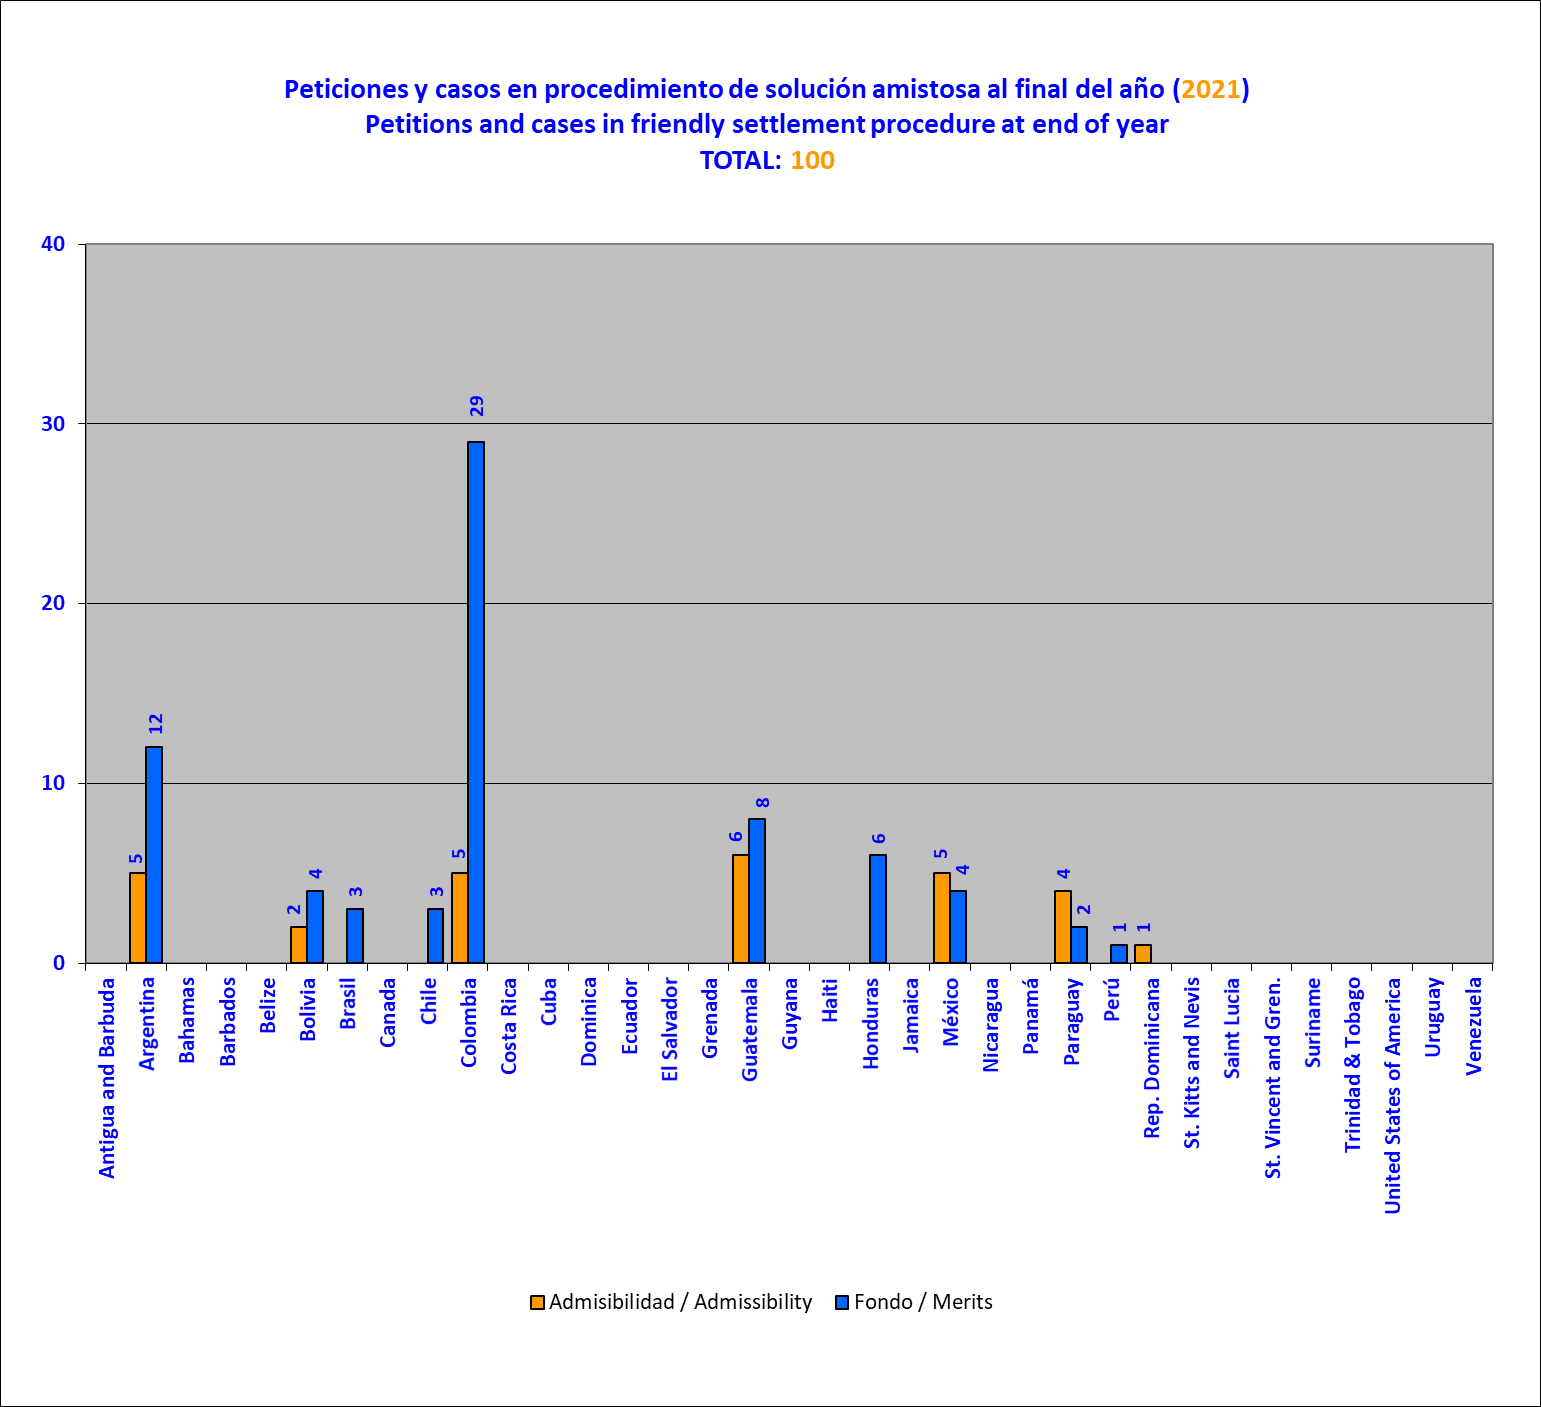 Peticiones y casos en procedimiento de solución amistosa al final del año (2021)
Petitions and cases in friendly settlement procedure at end of year
TOTAL: 100
40
30
20
10
0
5
12
2
4
3
3
5
29
6
8
6
5
4
4
2
1
1
Antigua and Barbuda
Argentina
Bahamas
Barbados
Belize
Bolivia
Brasil
Canada
Chile
Colombia
Costa Rica
Cuba
Dominica
Ecuador
El Salvador
Grenada
Guatemala
Guyana
Haiti
Honduras
Jamaica
México
Nicaragua
Panamá
Paraguay
Perú
Rep. Dominicana
St. Kitts and Nevis
Saint Lucia
St. Vincent and Gren.
Suriname
Trinidad & Tobago
United States of America
Uruguay
Venezuela
Admisibilidad / Admissibility
Fondo / Merits